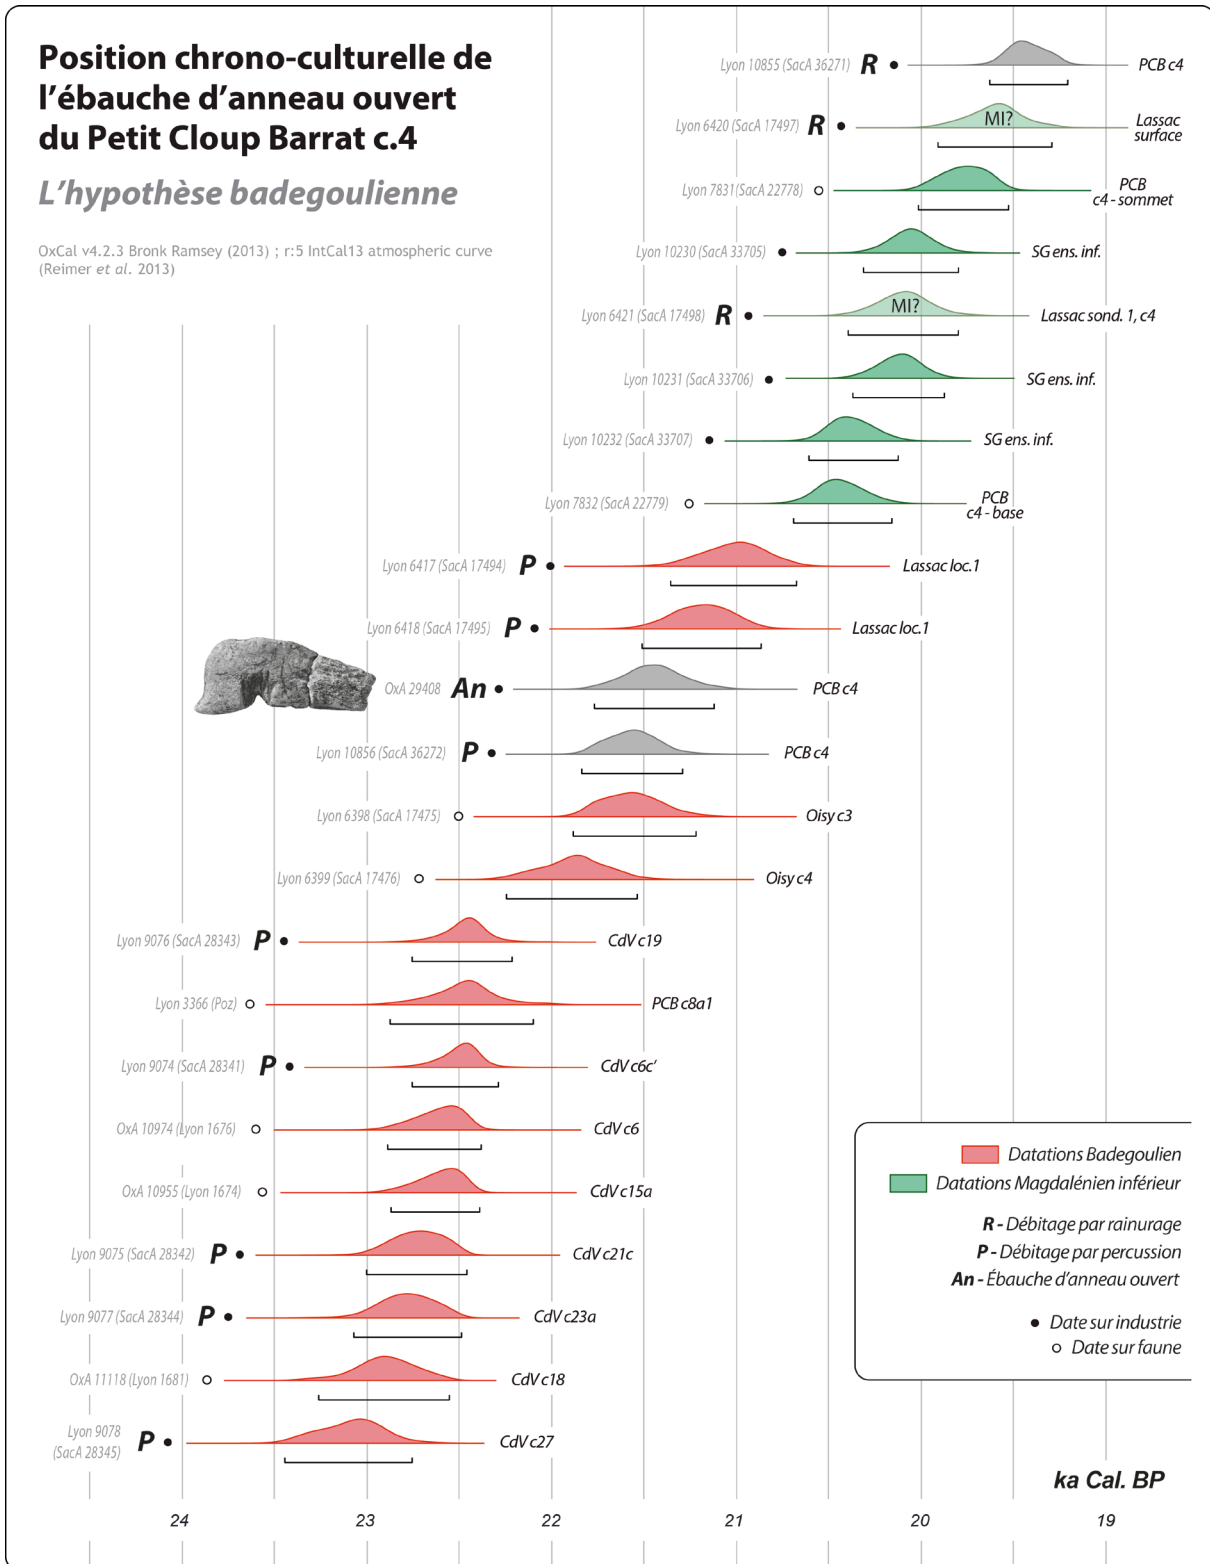 Position chrono-culturelle de
l’ébauche d’anneau ouvert
du Petit Cloup Barrat c.4
L’hypothèse badegoulienne
OxCal v4.2.3 Bronk Ramsey (2013) ; r:5 IntCal13 atmospheric curve
(Reimer et al. 2013)
Lyon 10855 (SacA 36271) R PCB c4
Lyon 6420 (SacA 17497) R MI? Lassac
surface
Lyon 7831 (SacA 22778) PCB
c4 - sommet
Lyon 10230 (SacA 33705) SG ens. inf.
Lyon 6421 (SacA 17498) R MI? Lassac sond. 1, c4
Lyon 10231 (SacA 33706) SG ens. inf.
Lyon 10232 (SacA 33707) SG ens. inf.
Lyon 7832 (SacA 22779) PCB
c4 - base
Lyon 6417 (SacA 17494) P Lassac loc.1
Lyon 6418 (SacA 17495) P Lassac loc.1
OxA 29408 An PCB c4
Lyon 10856 (SacA 36272) P PCB c4
Lyon 6398 (SacA 17475) Oisy c3
Lyon 6399 (SacA 17476) Oisy c4
Lyon 9076 (SacA 28343) P CdV c19
Lyon 3366 (Poz) PCB c8a1
Lyon 9074 (SacA 28341) P CdV c6c’
OxA 10974 (Lyon 1676) CdV c6
OxA 10955 (Lyon 1674) CdV c15a
Lyon 9075 (SacA 28342) P CdV c21c
Lyon 9077 (SacA 28344) P CdV c23a
OxA 11118 (Lyon 1681) CdV c18
Lyon 9078
(SacA 28345) P CdV c27
Datations Badegoulien
Datations Magdalénien inférieur
R - Débitage par rainurage
P - Débitage par percussion
An - Ébauche d’anneau ouvert
Date sur industrie
Date sur faune
ka Cal. BP
24 23 22 21 20 19